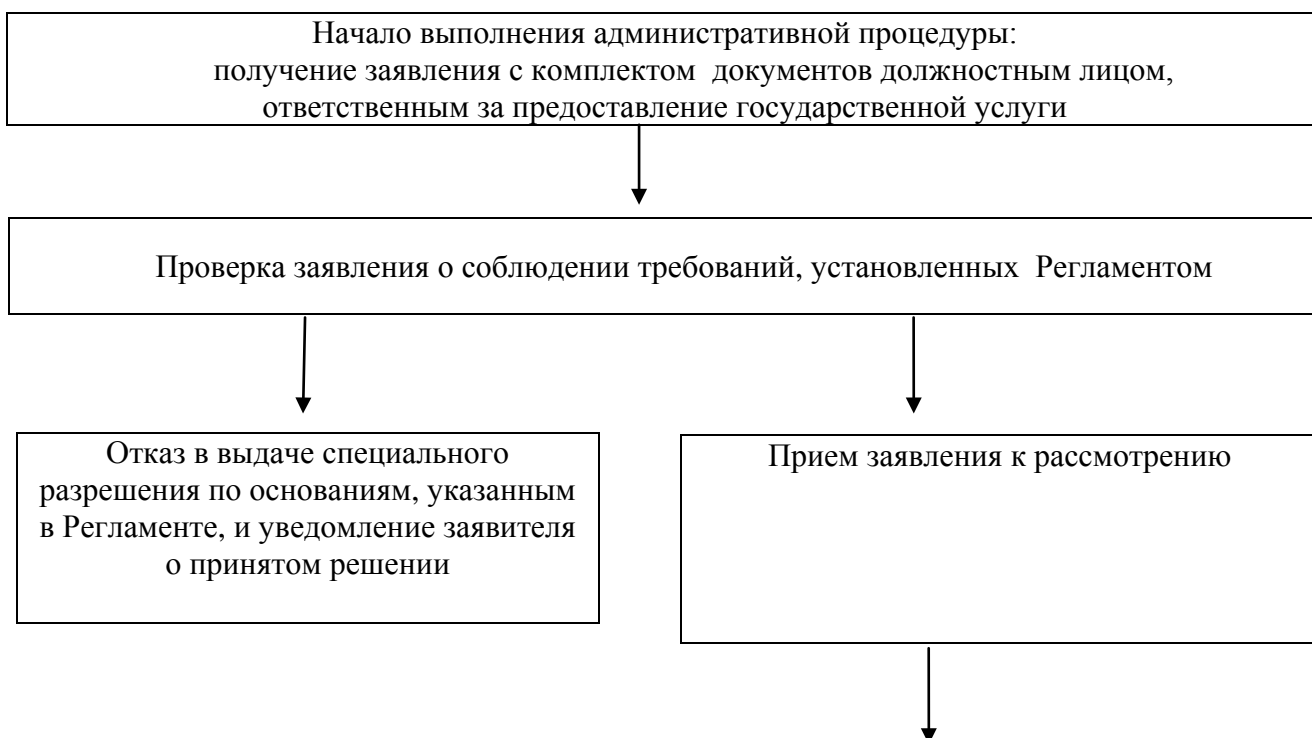 Начало выполнения административной процедуры:
получение заявления с комплектом документов должностным лицом,
ответственным за предоставление государственной услуги
Проверка заявления о соблюдении требований, установленных Регламентом
Отказ в выдаче специального
разрешения по основаниям, указанным
в Регламенте, и уведомление заявителя
о принятом решении
Прием заявления к рассмотрению